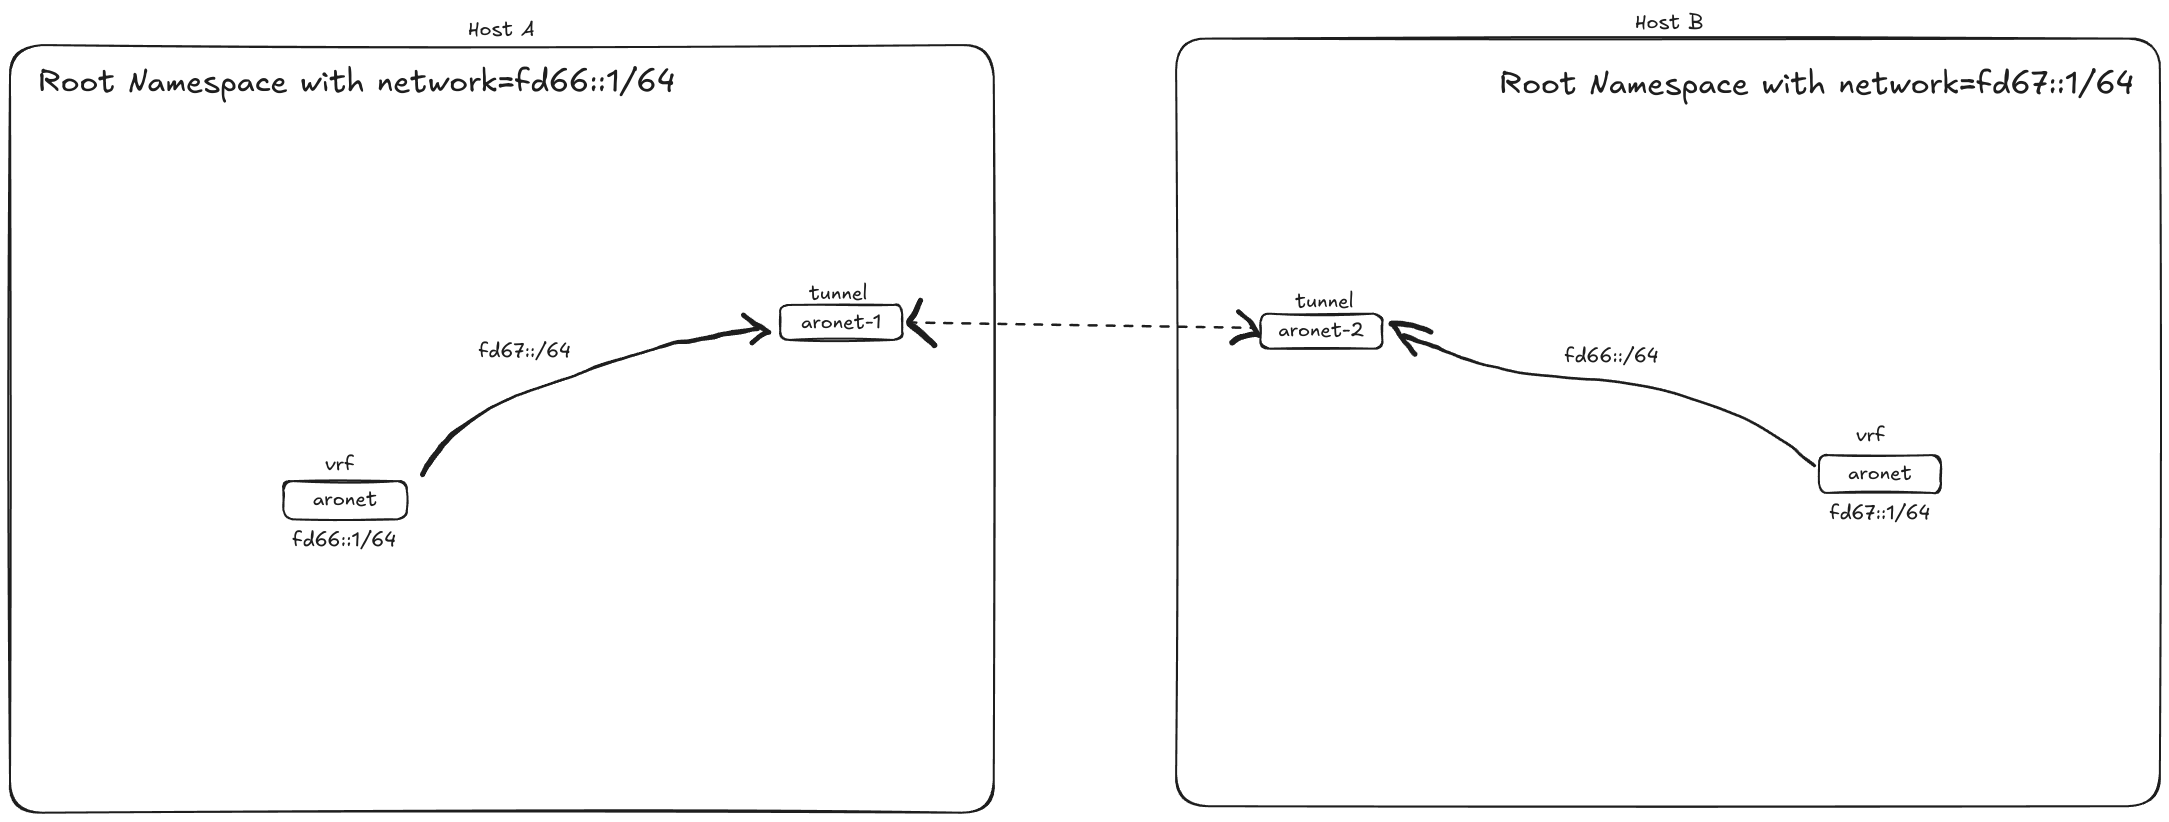 Host A
Root Namespace with network=fd66::1/64
tunnel
aronet-1
fd67::/64
vrf
aronet
fd66::1/64
Host B
Root Namespace with network=fd67::1/64
tunnel
aronet-2
fd66::/64
vrf
aronet
fd67::1/64